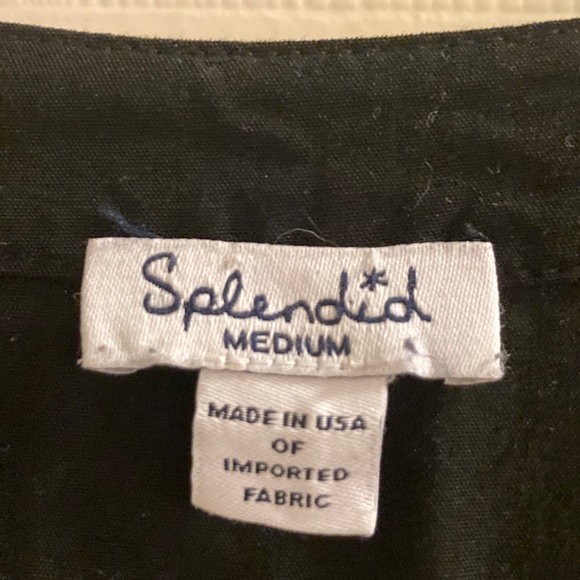 Splendid
MEDIUM
MADE IN USA
OF
IMPORTED
FABRIC